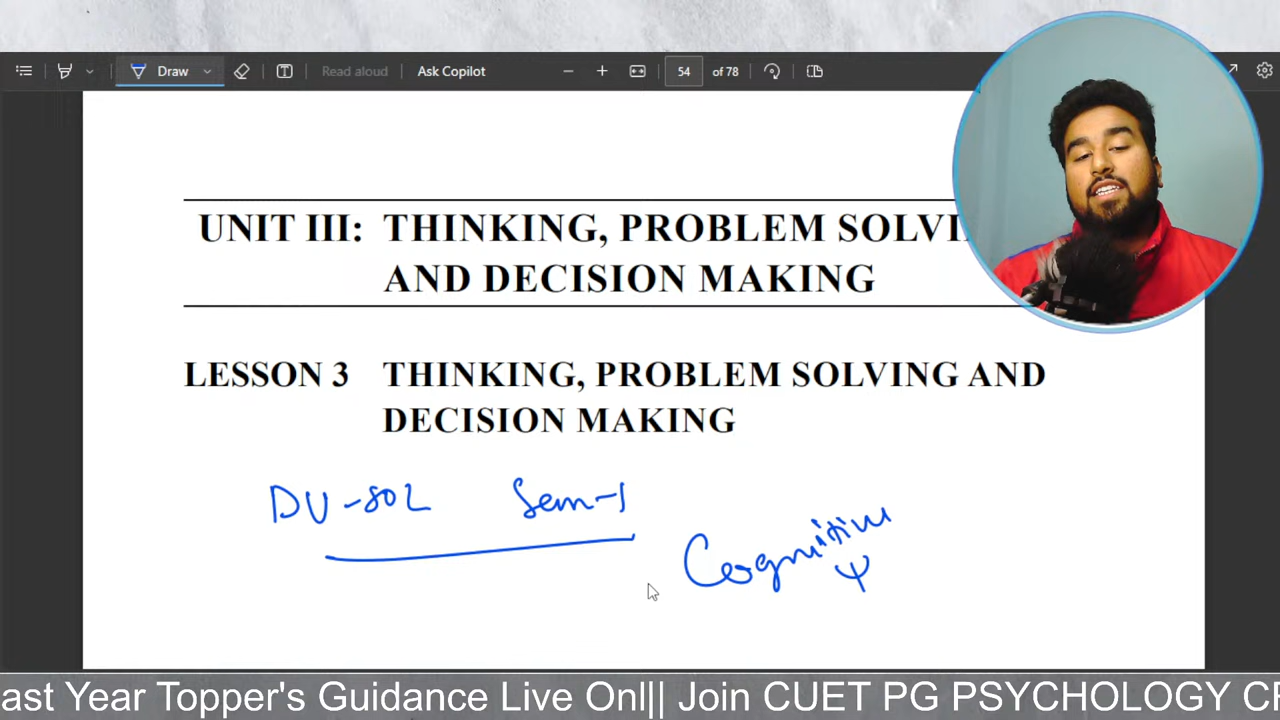 Draw
Read aloud
Ask Copilot
54
of 78
UNIT III: THINKING, PROBLEM
AND DECISION MAKING
LESSON 3 THINKING, PROBLEM SOLVING AND
DECISION MAKING
DU-SOL Sem-1
Cognitive
ψ
ast Year Topper's Guidance Live Onl|| Join CUET PG PSYCHOLOGY